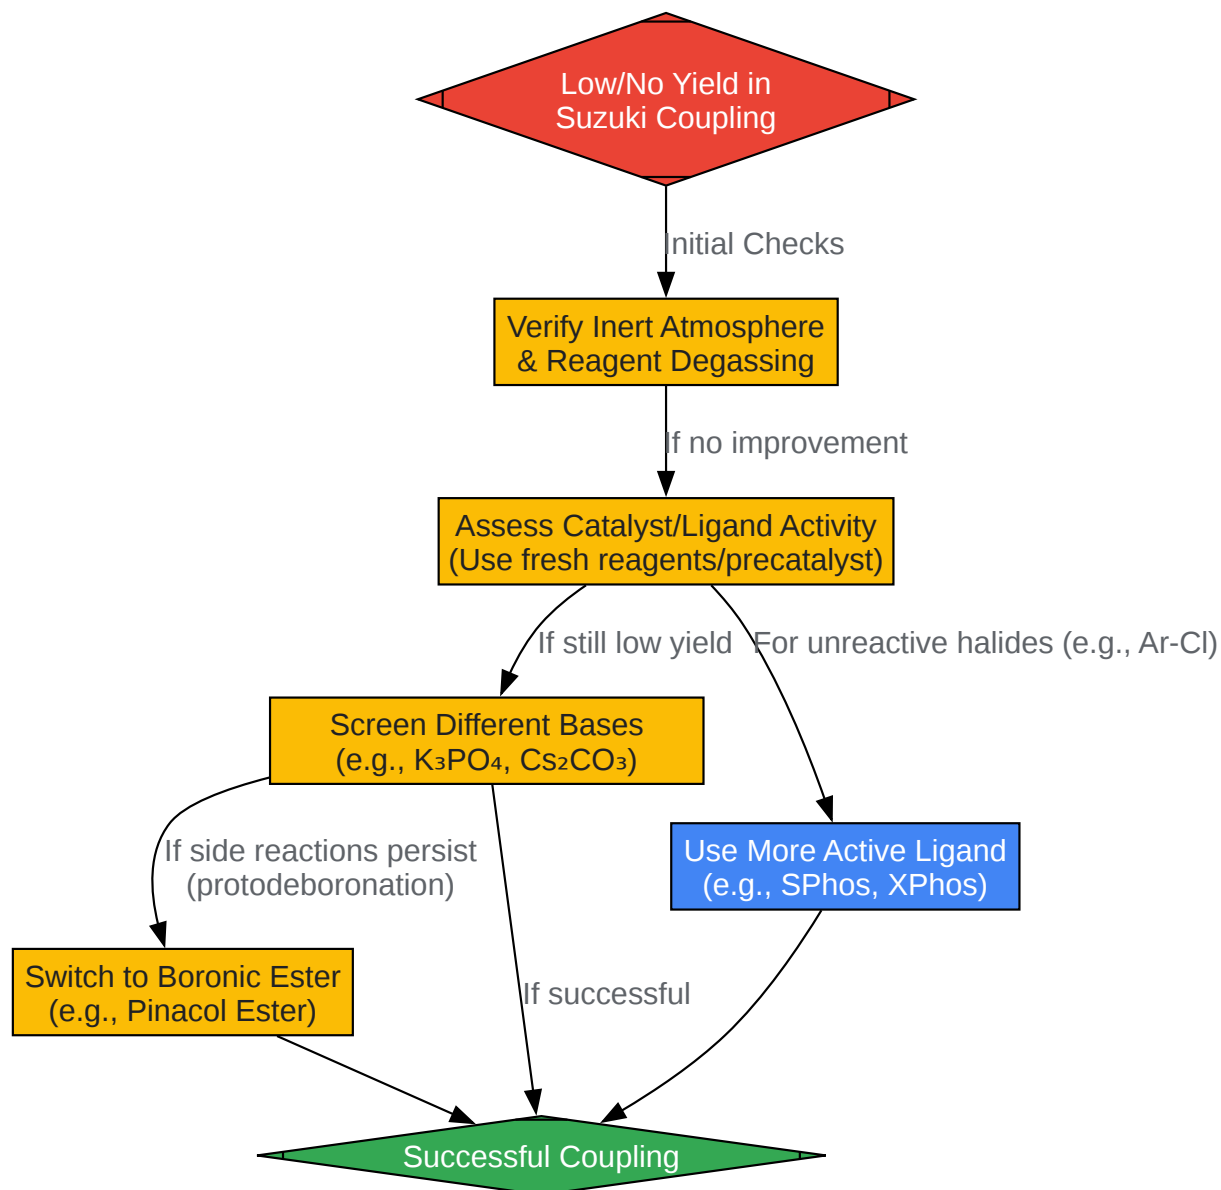 Low/No Yield in
Suzuki Coupling
Initial Checks
Verify Inert Atmosphere
& Reagent Degassing
If no improvement
Assess Catalyst/Ligand Activity
(Use fresh reagents/precatalyst)
If still low yield
For unreactive halides (e.g., Ar-Cl)
Screen Different Bases
(e.g., K₃PO₄, Cs₂CO₃)
If side reactions persist
(protodeboronation)
Use More Active Ligand
(e.g., SPhos, XPhos)
Switch to Boronic Ester
(e.g., Pinacol Ester)
If successful
Successful Coupling